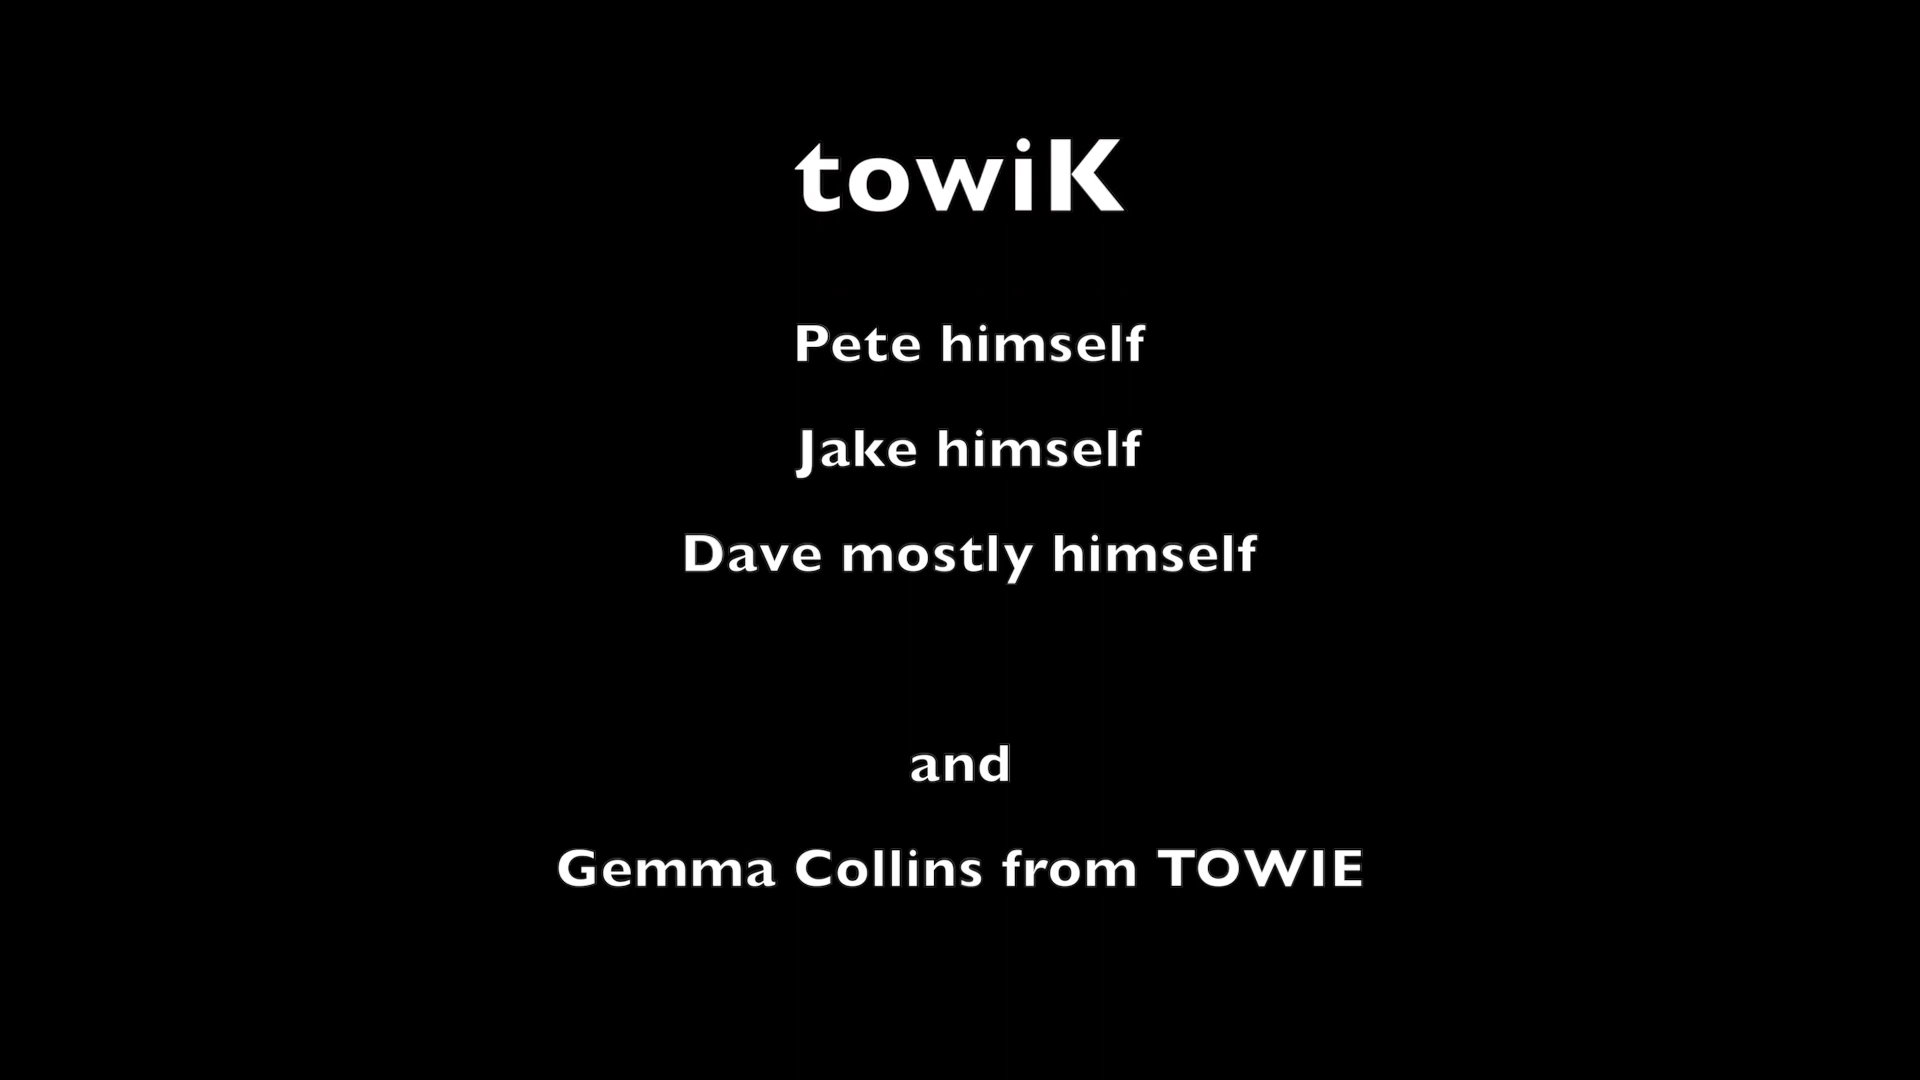 towiK
Pete himself
Jake himself
Dave mostly himself
and
Gemma Collins from TOWIE